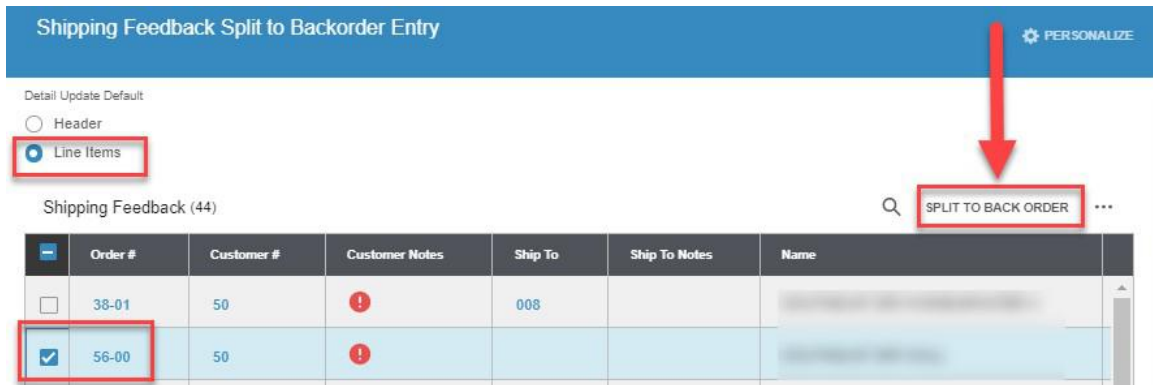 Shipping Feedback Split to Backorder Entry
PERSONALIZE
Detail Update Default
Header
Line Items
Shipping Feedback (44)
SPLIT TO BACK ORDER
Order # Customer # Customer Notes Ship To Ship To Notes Name
38-01 50 008
56-00 50